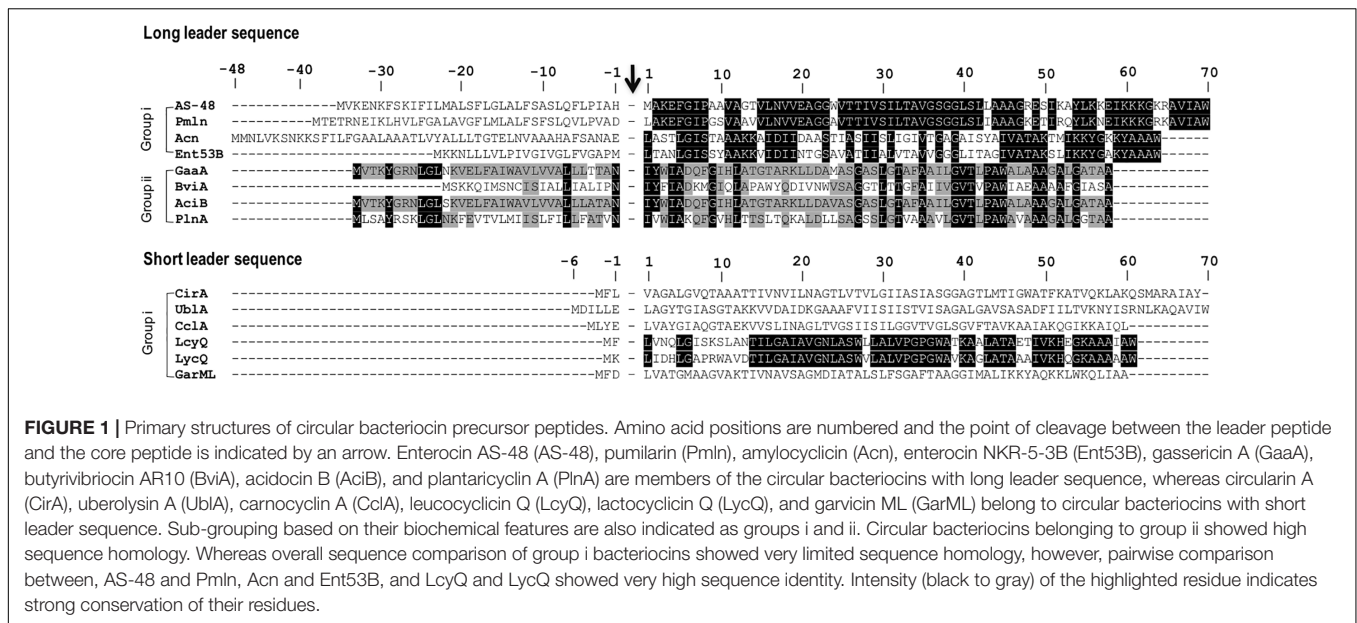 Long leader sequence
-48 -40 -30 -20 -10 -1 1 10 20 30 40 50 60 70
Group i
AS-48 -------------MVKENKFSKIFILMALSFLGLALFSASLQFLPIAH - MAKEFGIPAAVAGTVLNVVEAGGWVTTIVSILTAVGSGGLSLLAAAGRESIKAYLKKEIKKKGKRAVIAW
Pmln ----------MTETRNEIKLHVLFGALAVGFLMLALFSFSLQVLPVAD - MAKEFGIPGSVAAVVLNVVEAGGWVTTIVSILTAVGSGGLSLLAAAGKETIRQYLKNEIKKKGKRAVIAW
Acn MMNLVKSNKKSFILFGAALAAATLVYALLLTGTELNVAAAHAFSANAE - LASTLGISTAAAKKAIDIIDAASTIASIISLIGIVTGAGAISYAIVATAKTMIKKYGKKYAAAW------
Ent53B -------------------------MKKNLLLVLPIVGIVGLFVGAPM - LTANLGISSYAAKKVIDIINTGSAVATIIALVTAVVGGGLITAGIVATAKSLIKKYGAKYAAAW------
Group ii
GaaA ---------------MVTKYGRNLGLNKVELFAIWAVLVVALLLTTAN - IYWIADQFGIHLATGTARKLLDAMASGASLGTAFAAILGVTLPAWALAAAGALGATAA------------
BviA --------------------------MSKKQIMSNCISIALLIALIPN - IYFIADKMGIQLAPAWYQDIVNWVSAGGTLTTGFAIIVGVTVPAWIAEAAAAFGIASA------------
AciB ---------------MVTKYGRNLGLSKVELFAIWAVLVVALLLATAN - IYWIADQFGIHLATGTARKLLDAVASGASLGTAFAAILGVTLPAWALAAAGALGATAA------------
PlnA ---------------MLSAYRSKLGLNKFEVTVLMIISLFILLFATVN - IVWIAKQFGVHLTTSLTQKALDLLSAGSSLGTVAAAVLGVTLPAWAVAAAGALGGTAA------------
Short leader sequence
-6 -1 1 10 20 30 40 50 60 70
Group i
CirA ---------------------------------------------MFL - VAGALGVQTAAATTIVNVILNAGTLVTVLGIIASIASGGAGTLMTIGWATFKATVQKLAKQSMARAIAY-
UblA ------------------------------------------MDILLE - LAGYTGIASGTAKKVVDAIDKGAAAFVIISIISTVISAGALGAVSASADFIILTVKNYISRNLKAQAVIW
CclA --------------------------------------------MLYE - LVAYGIAQGTAEKVVSLINAGLTVGSIISILGGVTVGLSGVFTAVKAAIAKQGIKKAIQL----------
LcyQ ----------------------------------------------MF - LVNQLGISKSLANTILGAIAVGNLASWLLALVPGPGWATKAALATAETIVKHEGKAAAIAW---------
LycQ ----------------------------------------------MK - LIDHLGAPRWAVDTILGAIAVGNLASWVLALVPGPGWAVKAGLATAAAIVKHQGKAAAAAW---------
GarML ---------------------------------------------MFD - LVATGMAAGVAKTIVNAVSAGMDIATALSLFSGAFTAAGGIMALIKKYAQKKLWKQLIAA----------
FIGURE 1 | Primary structures of circular bacteriocin precursor peptides. Amino acid positions are numbered and the point of cleavage between the leader peptide
and the core peptide is indicated by an arrow. Enterocin AS-48 (AS-48), pumilarin (Pmln), amylocyclicin (Acn), enterocin NKR-5-3B (Ent53B), gassericin A (GaaA),
butyrivibriocin AR10 (BviA), acidocin B (AciB), and plantaricyclin A (PlnA) are members of the circular bacteriocins with long leader sequence, whereas circularin A
(CirA), uberolysin A (UblA), carnocyclin A (CclA), leucocyclicin Q (LcyQ), lactocyclicin Q (LycQ), and garvicin ML (GarML) belong to circular bacteriocins with short
leader sequence. Sub-grouping based on their biochemical features are also indicated as groups i and ii. Circular bacteriocins belonging to group ii showed high
sequence homology. Whereas overall sequence comparison of group i bacteriocins showed very limited sequence homology, however, pairwise comparison
between, AS-48 and Pmln, Acn and Ent53B, and LcyQ and LycQ showed very high sequence identity. Intensity (black to gray) of the highlighted residue indicates
strong conservation of their residues.